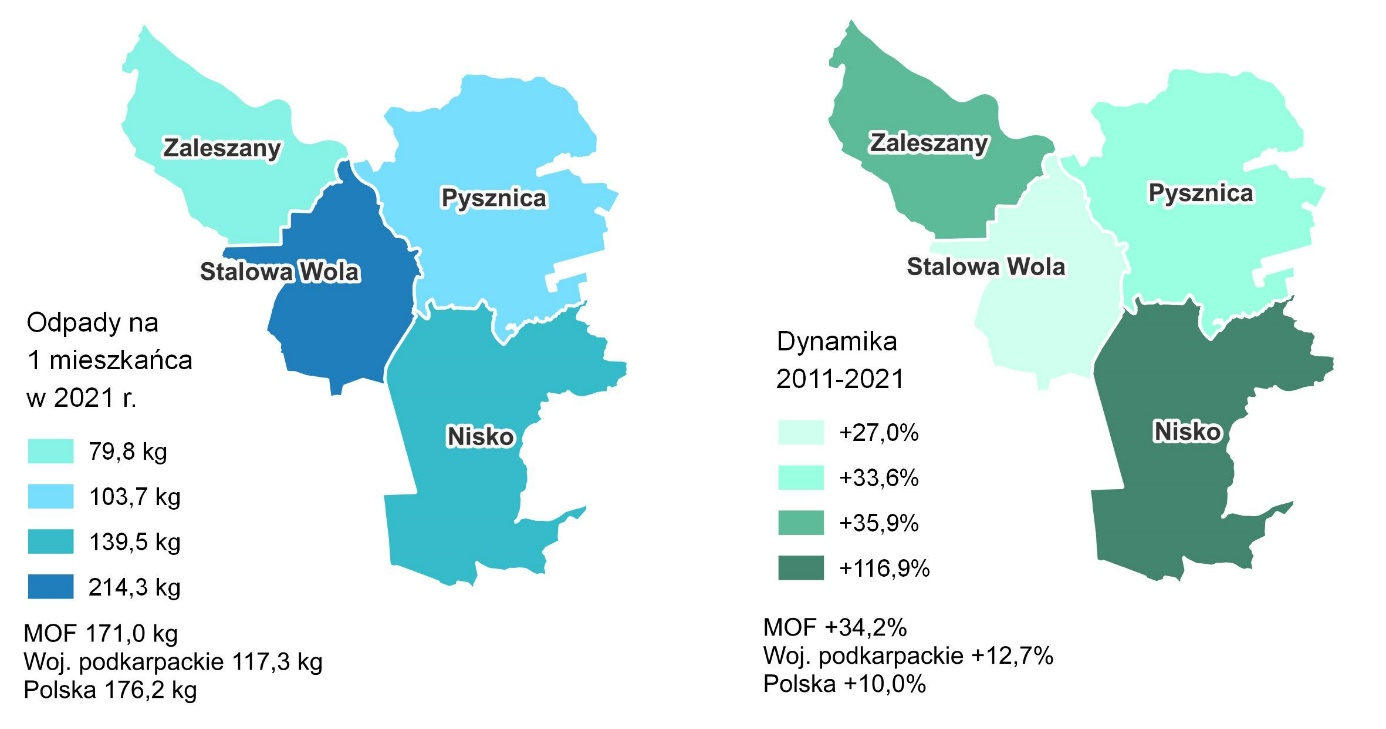 Zaleszany
Pysznica
Stalowa Wola
Nisko
Odpady na
1 mieszkańca
w 2021 r.
79,8 kg
103,7 kg
139,5 kg
214,3 kg
MOF 171,0 kg
Woj. podkarpackie 117,3 kg
Polska 176,2 kg
Zaleszany
Pysznica
Stalowa Wola
Nisko
Dynamika
2011-2021
+27,0%
+33,6%
+35,9%
+116,9%
MOF +34,2%
Woj. podkarpackie +12,7%
Polska +10,0%